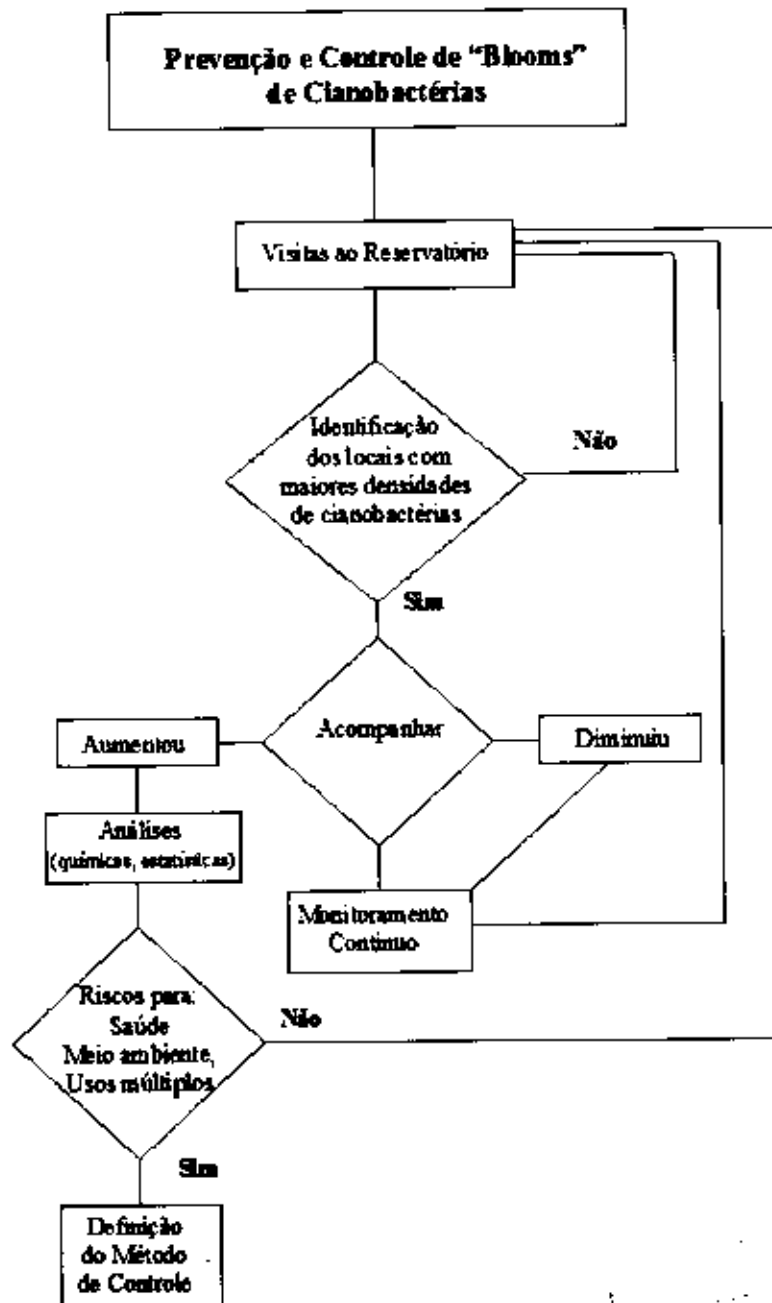 Prevenção e Controle de “Blooms”
de Cianobactérias
Visitas ao Reservatório
Identificação
dos locais com
maiores densidades
de cianobactérias
Não
Sim
Acompanhar
Aumentou
Diminuiu
Análises
(químicas, estatísticas)
Monitoramento
Contínuo
Riscos para:
Saúde
Meio ambiente,
Usos múltiplos
Não
Sim
Definição
do Método
de Controle